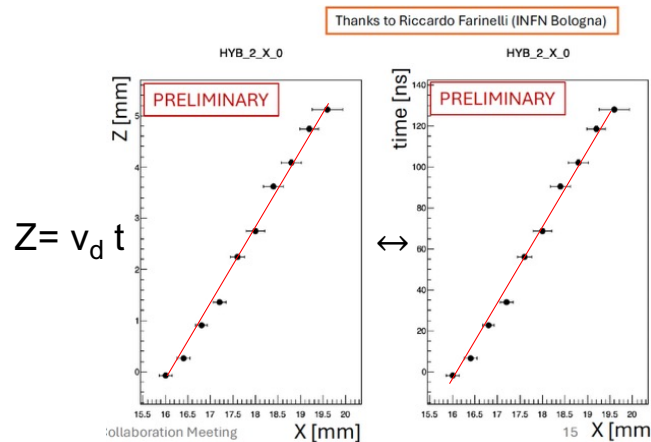 Thanks to Riccardo Farinelli (INFN Bologna)
HYB_2_X_0
HYB_2_X_0
PRELIMINARY
PRELIMINARY
Z [mm]
time [ns]
5
4
3
2
1
0
140
120
100
80
60
40
20
0
Z= vd t
↔
15.5 16 16.5 17 17.5 18 18.5 19 19.5 20
15.5 16 16.5 17 17.5 18 18.5 19 19.5 20
Collaboration Meeting
X [mm]
15
X [mm]